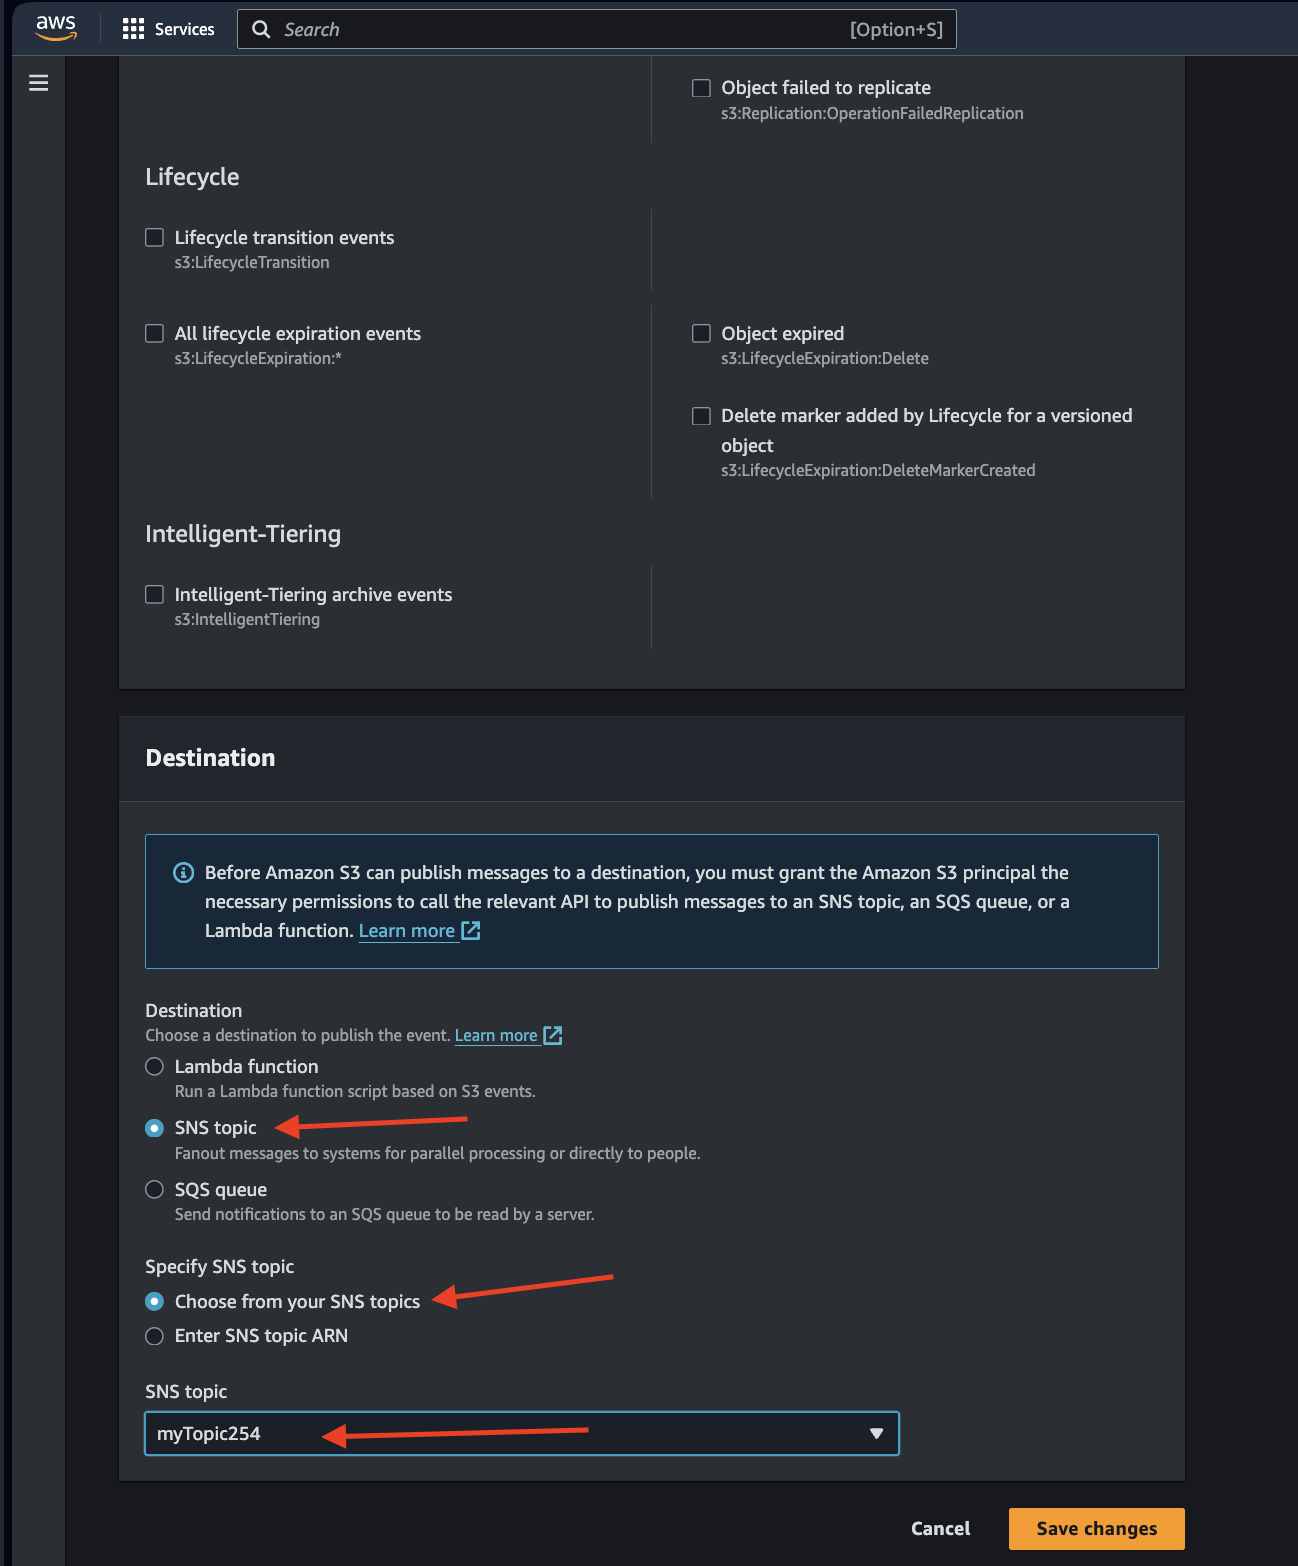 aws
Services
Search
[Option+S]
Object failed to replicate
s3:Replication:OperationFailedReplication
Lifecycle
Lifecycle transition events
s3:LifecycleTransition
All lifecycle expiration events
s3:LifecycleExpiration:*
Object expired
s3:LifecycleExpiration:Delete
Delete marker added by Lifecycle for a versioned
object
s3:LifecycleExpiration:DeleteMarkerCreated
Intelligent-Tiering
Intelligent-Tiering archive events
s3:IntelligentTiering
Destination
Before Amazon S3 can publish messages to a destination, you must grant the Amazon S3 principal the
necessary permissions to call the relevant API to publish messages to an SNS topic, an SQS queue, or a
Lambda function. Learn more
Destination
Choose a destination to publish the event. Learn more
Lambda function
Run a Lambda function script based on S3 events.
SNS topic
Fanout messages to systems for parallel processing or directly to people.
SQS queue
Send notifications to an SQS queue to be read by a server.
Specify SNS topic
Choose from your SNS topics
Enter SNS topic ARN
SNS topic
myTopic254
Cancel
Save changes